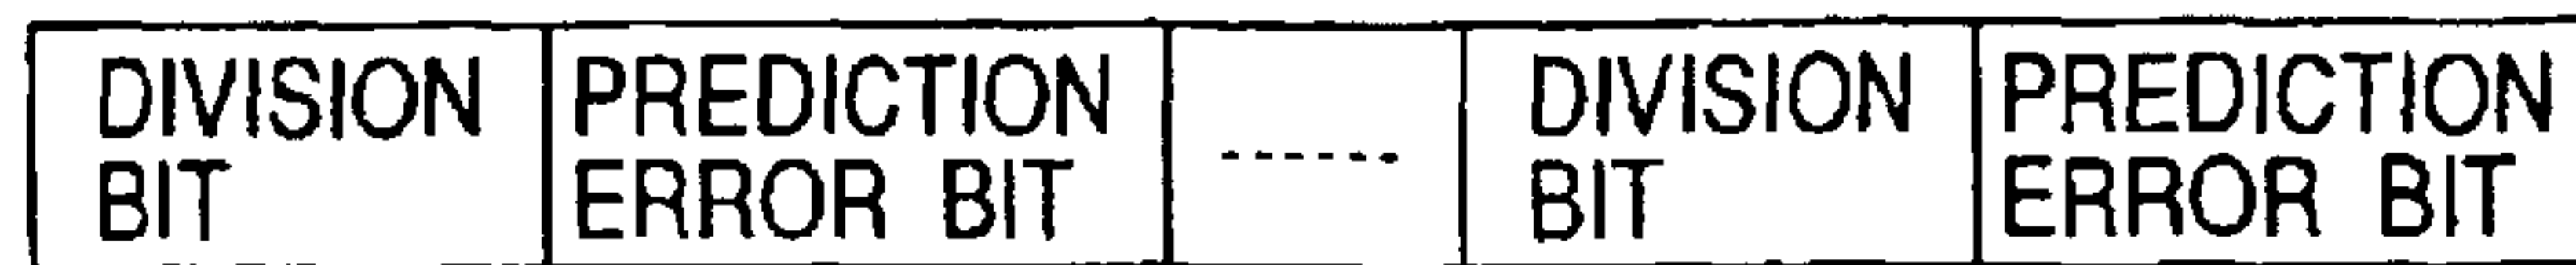 DIVISION PREDICTION ------ DIVISION PREDICTION
BIT ERROR BIT BIT ERROR BIT